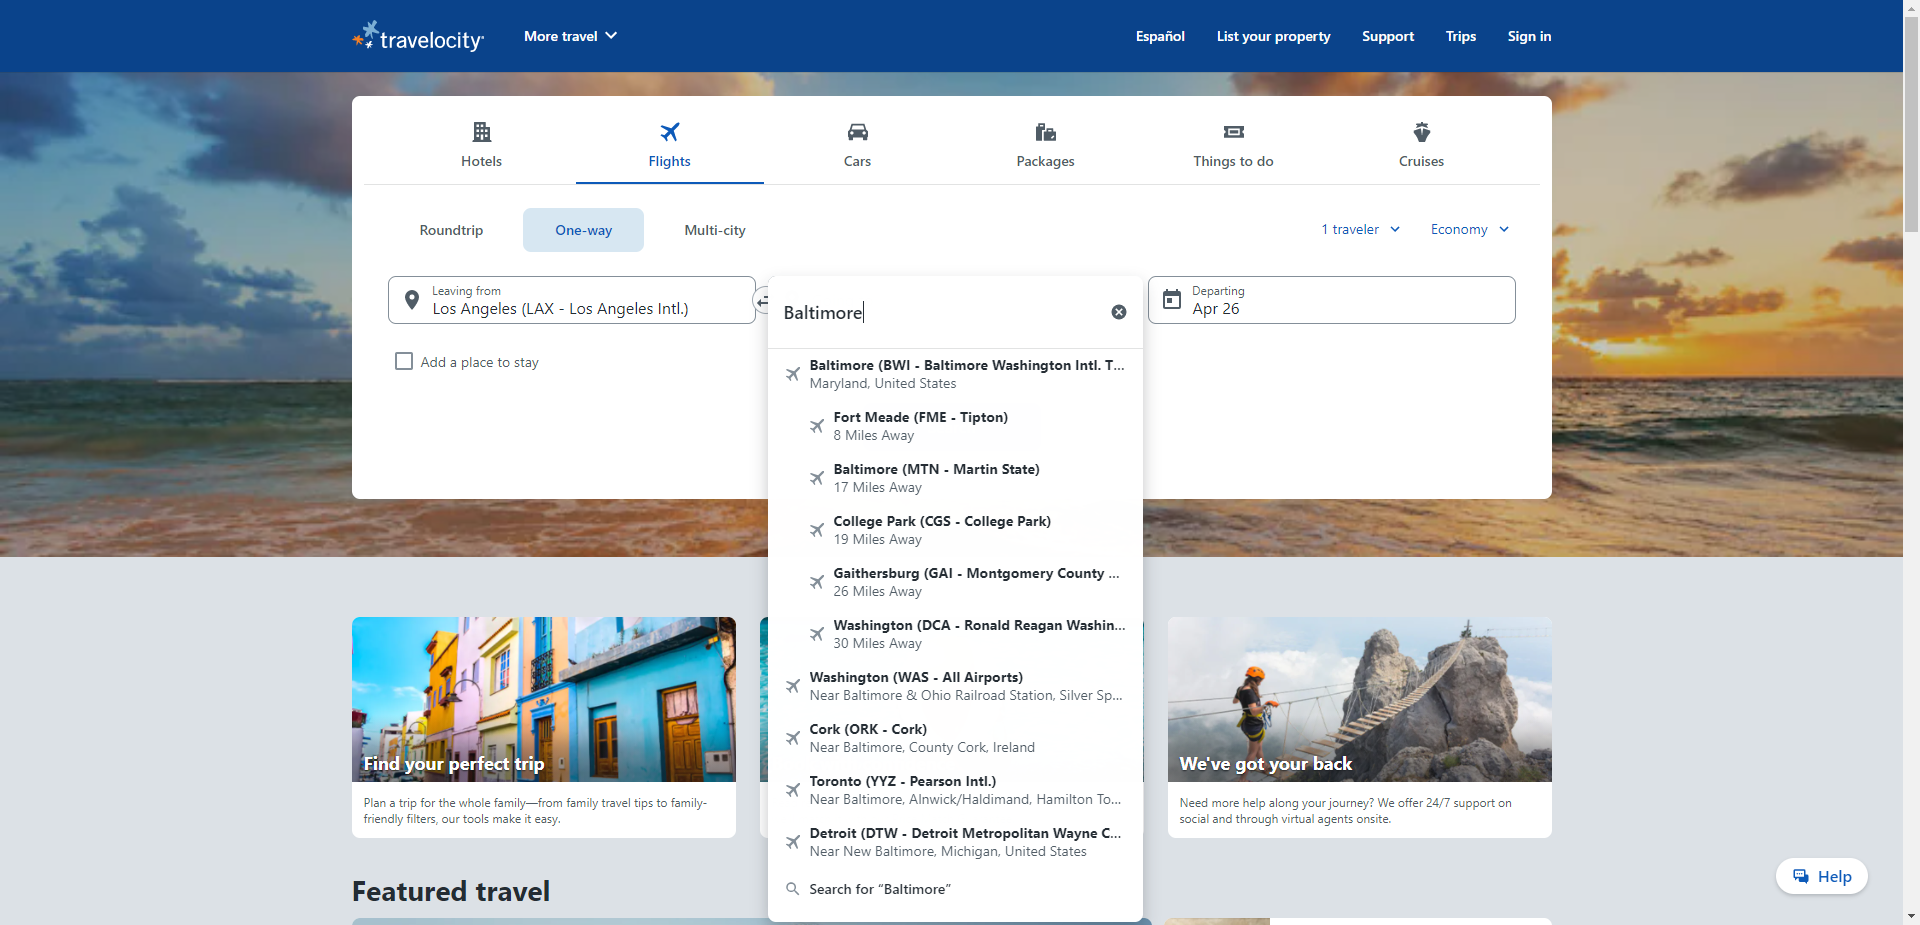 travelocity
More travel
Español
List your property
Support
Trips
Sign in
Hotels
Flights
Cars
Packages
Things to do
Cruises
Roundtrip
One-way
Multi-city
1 traveler
Economy
Leaving from
Los Angeles (LAX - Los Angeles Intl.)
Baltimore
Departing
Apr 26
Add a place to stay
Baltimore (BWI - Baltimore Washington Intl. T...
Maryland, United States
Fort Meade (FME - Tipton)
8 Miles Away
Baltimore (MTN - Martin State)
17 Miles Away
College Park (CGS - College Park)
19 Miles Away
Gaithersburg (GAI - Montgomery County ...
26 Miles Away
Washington (DCA - Ronald Reagan Washin...
30 Miles Away
Washington (WAS - All Airports)
Near Baltimore & Ohio Railroad Station, Silver Sp...
Cork (ORK - Cork)
Near Baltimore, County Cork, Ireland
Toronto (YYZ - Pearson Intl.)
Near Baltimore, Alnwick/Haldimand, Hamilton To...
Detroit (DTW - Detroit Metropolitan Wayne C...
Near New Baltimore, Michigan, United States
Search for “Baltimore”
Find your perfect trip
Plan a trip for the whole family—from family travel tips to family-
friendly filters, our tools make it easy.
We've got your back
Need more help along your journey? We offer 24/7 support on
social and through virtual agents onsite.
Featured travel
Help